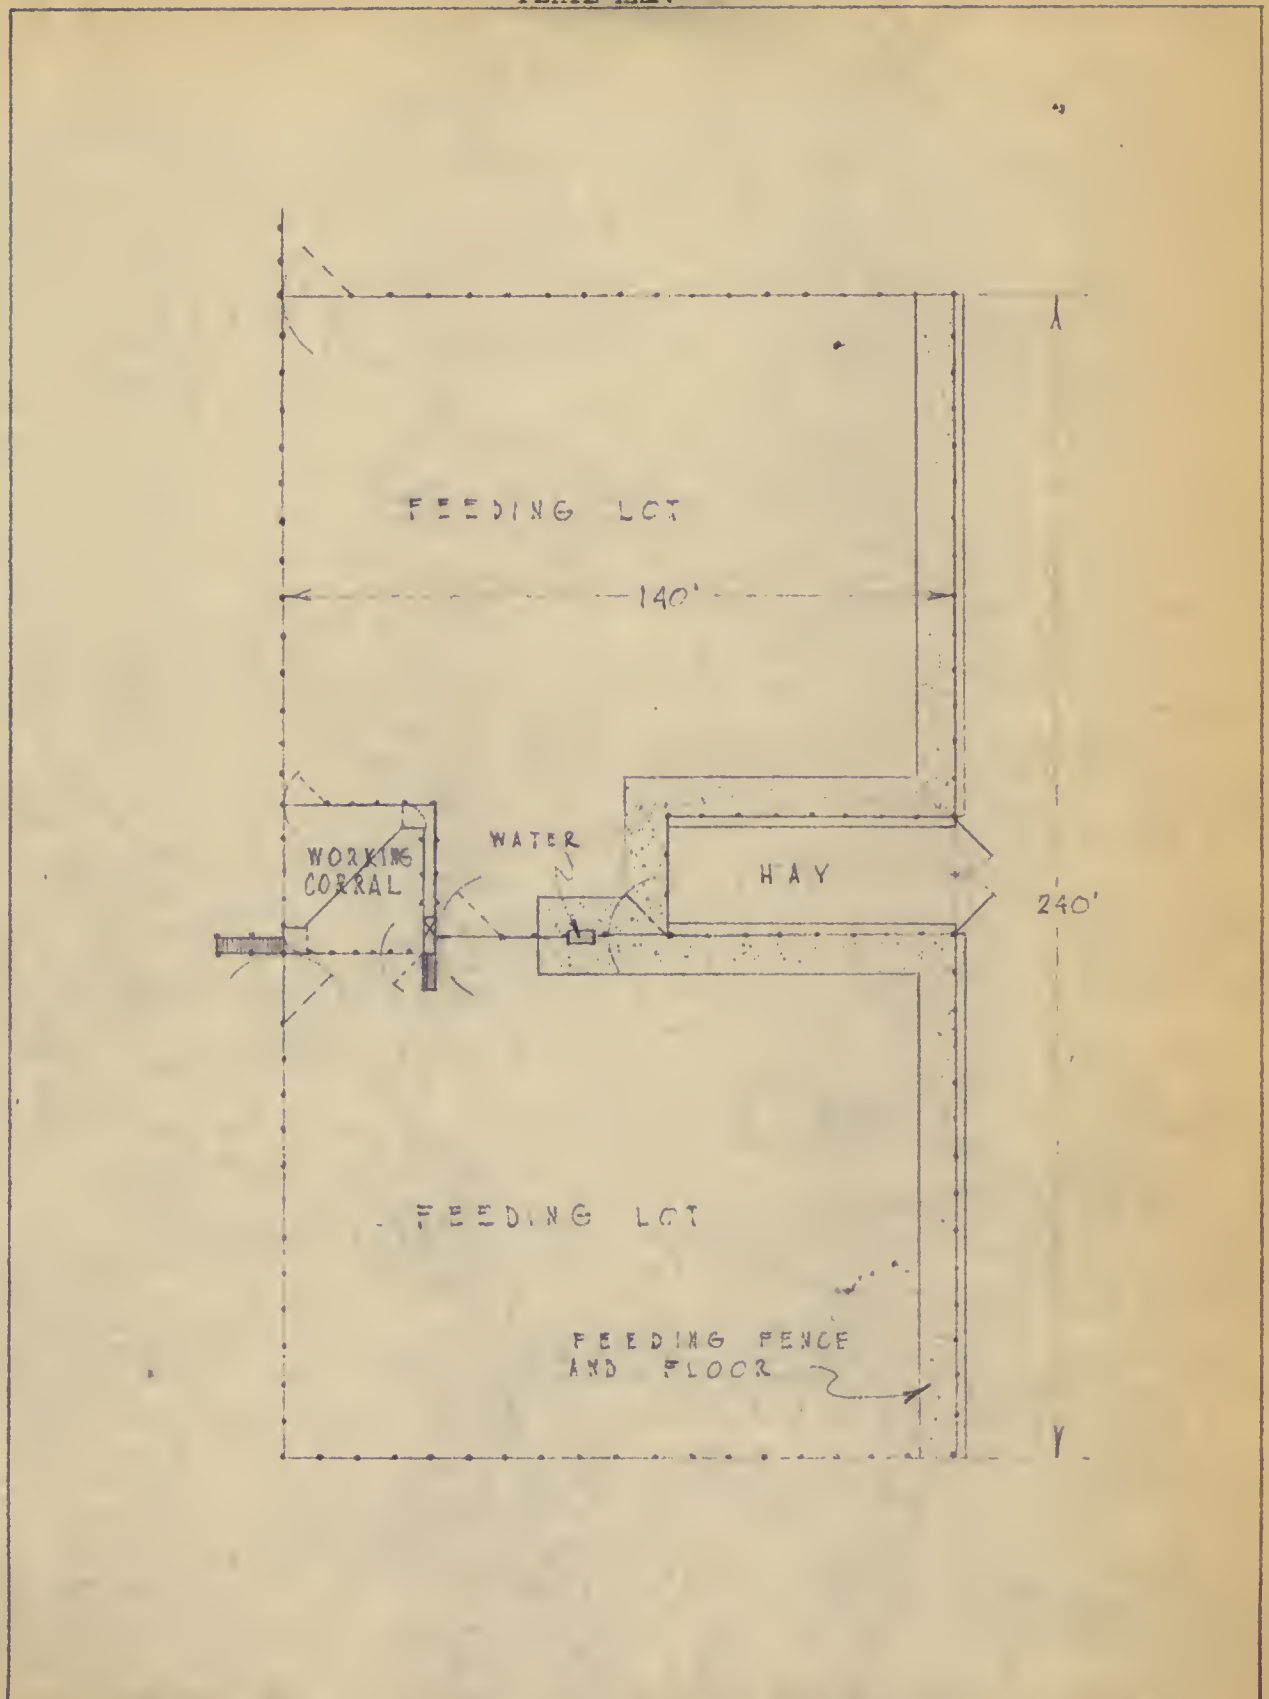 FEEDING LOT
140'
WATER
WORKING
CORRAL
HAY
240'
FEEDING LOT
FEEDING FENCE
AND FLOOR